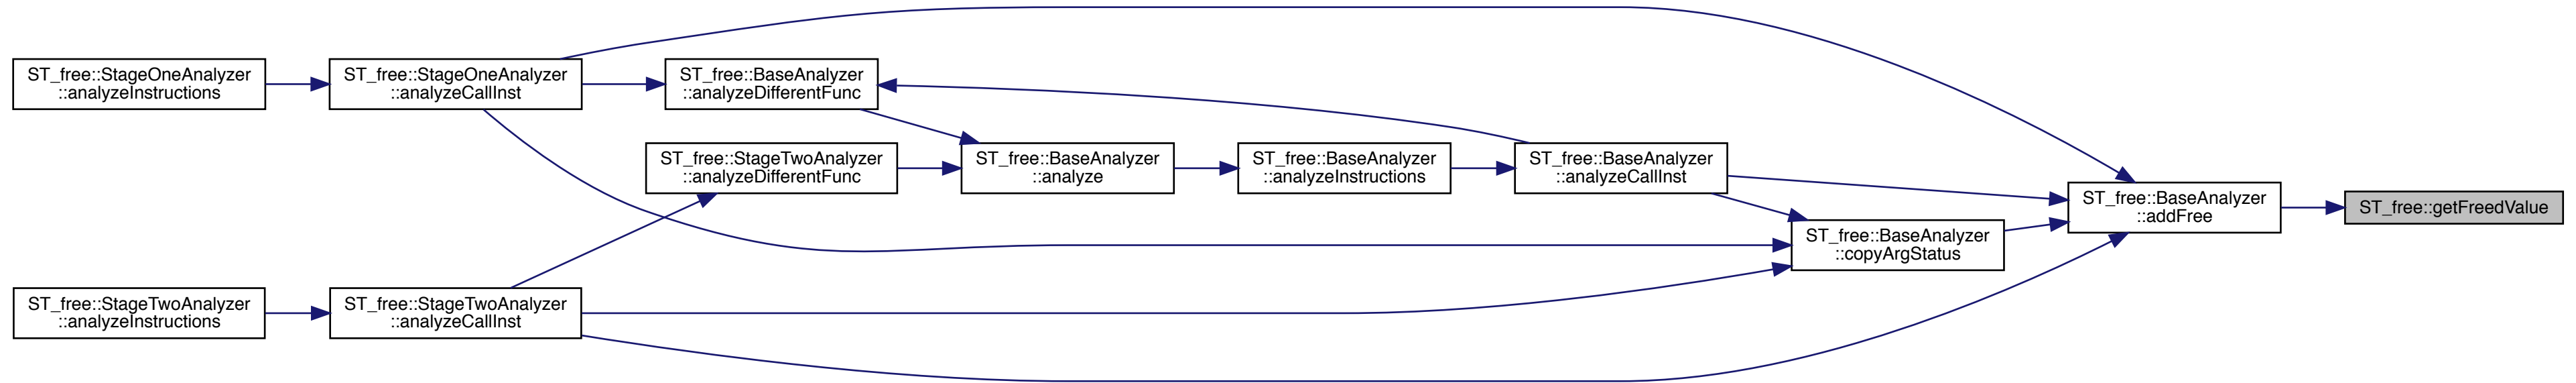 ST_free::StageOneAnalyzer
::analyzeInstructions
ST_free::StageOneAnalyzer
::analyzeCallInst
ST_free::BaseAnalyzer
::analyzeDifferentFunc
ST_free::StageTwoAnalyzer
::analyzeDifferentFunc
ST_free::BaseAnalyzer
::analyze
ST_free::BaseAnalyzer
::analyzeInstructions
ST_free::BaseAnalyzer
::analyzeCallInst
ST_free::BaseAnalyzer
::copyArgStatus
ST_free::BaseAnalyzer
::addFree
ST_free::getFreedValue
ST_free::StageTwoAnalyzer
::analyzeInstructions
ST_free::StageTwoAnalyzer
::analyzeCallInst